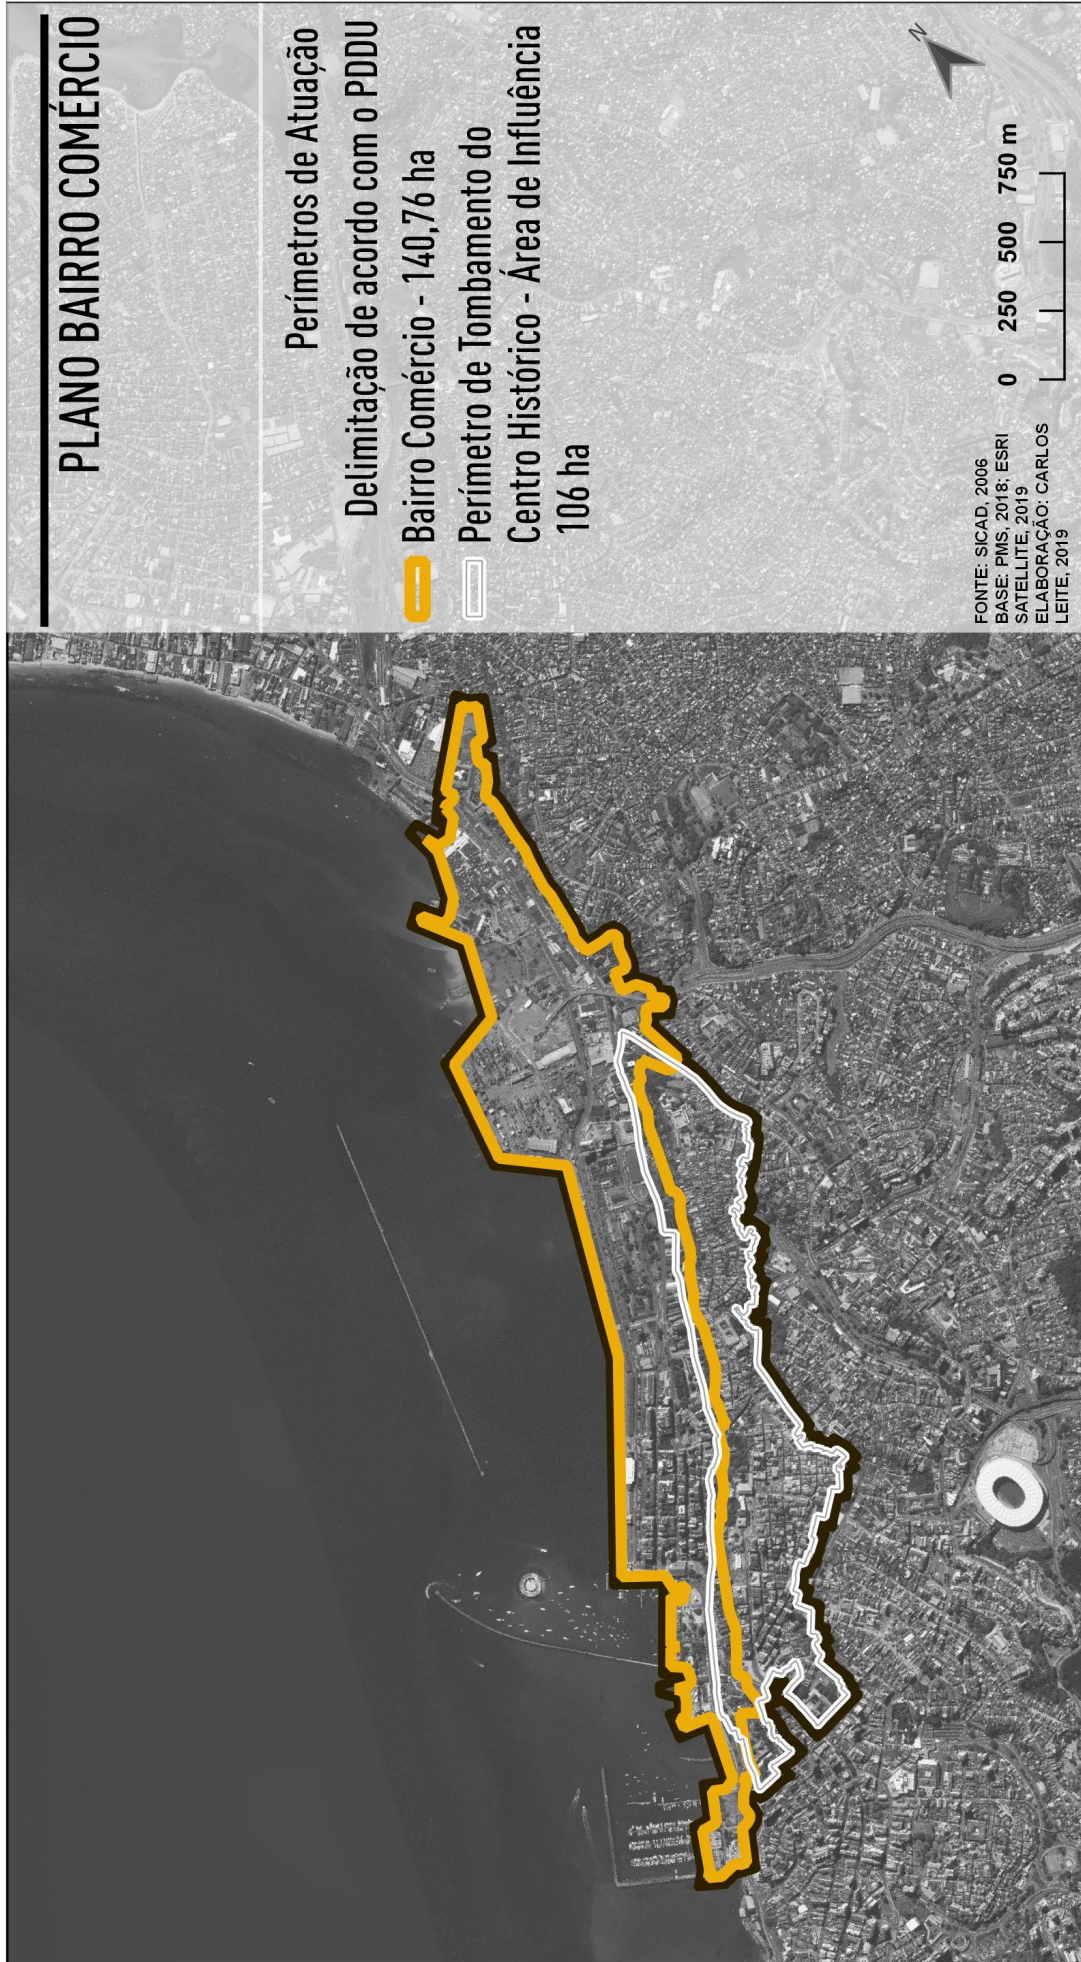 PLANO BAIRRO COMÉRCIO
Perímetros de Atuação
Delimitação de acordo com o PDDU
Bairro Comércio - 140,76 ha
Perímetro de Tombamento do
Centro Histórico - Área de Influência
106 ha
N
0 250 500 750 m
FONTE: SICAD, 2006
BASE: PMS, 2018; ESRI
SATELLITE, 2019
ELABORAÇÃO: CARLOS
LEITE, 2019